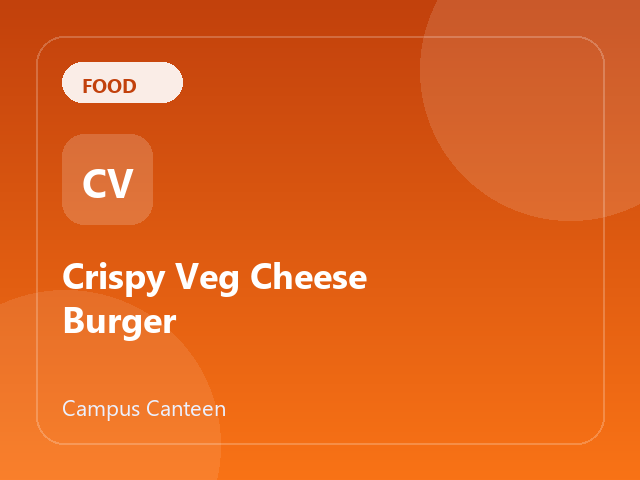 FOOD
CV
Crispy Veg Cheese
Burger
Campus Canteen